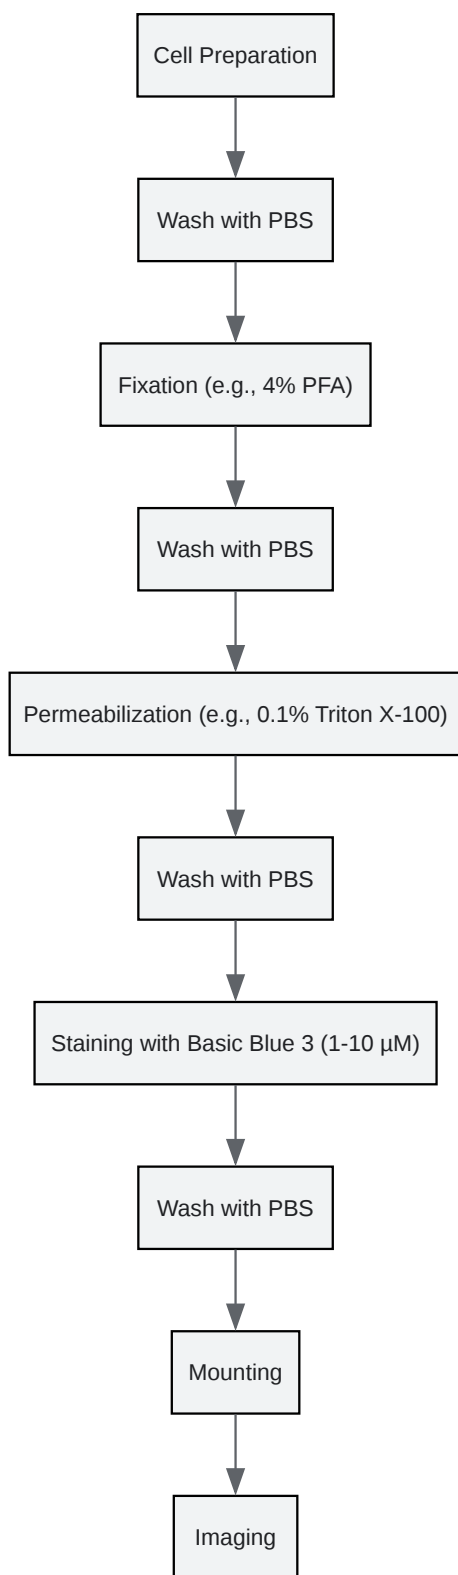 Cell Preparation
Wash with PBS
Fixation (e.g., 4% PFA)
Wash with PBS
Permeabilization (e.g., 0.1% Triton X-100)
Wash with PBS
Staining with Basic Blue 3 (1-10 µM)
Wash with PBS
Mounting
Imaging